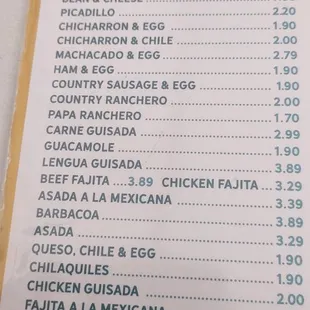 BEAN & CHEESE
PICADILLO 2.20
CHICHARRON & EGG 1.90
CHICHARRON & CHILE 2.00
MACHACADO & EGG 2.79
HAM & EGG 1.90
COUNTRY SAUSAGE & EGG 1.90
COUNTRY RANCHERO 2.00
PAPA RANCHERO 1.70
CARNE GUISADA 2.99
GUACAMOLE 1.90
LENGUA GUISADA 3.89
BEEF FAJITA ....3.89 CHICKEN FAJITA ... 3.29
ASADA A LA MEXICANA 3.39
BARBACOA 3.89
ASADA 3.29
QUESO, CHILE & EGG 1.90
CHILAQUILES 1.90
CHICKEN GUISADA 2.00
FAJITA A LA MEXICANA